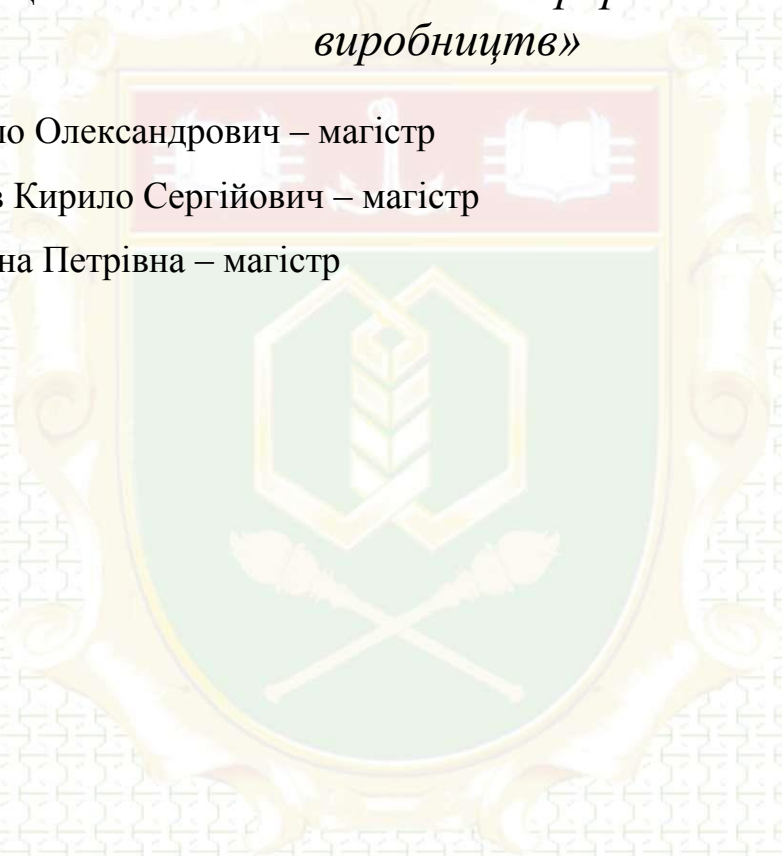 виробництв»
Олександрович – магістр
Кирило Сергійович – магістр
Петрівна – магістр